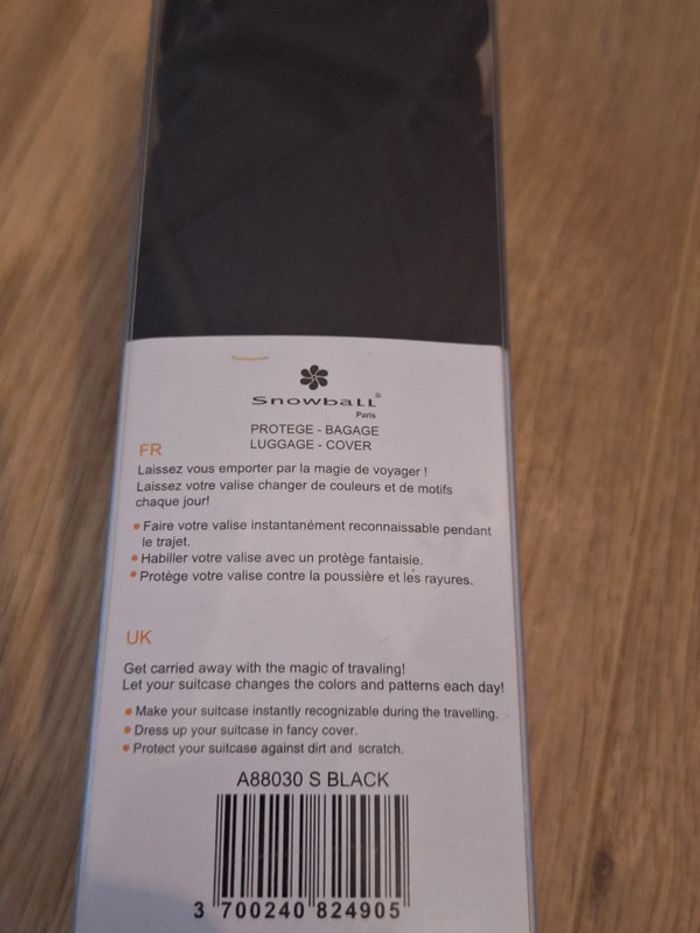 Snowball®
Paris
PROTEGE - BAGAGE
LUGGAGE - COVER
FR
Laissez vous emporter par la magie de voyager !
Laissez votre valise changer de couleurs et de motifs
chaque jour!
• Faire votre valise instantanément reconnaissable pendant
le trajet.
• Habiller votre valise avec un protège fantaisie.
• Protège votre valise contre la poussière et les rayures.
UK
Get carried away with the magic of travaling!
Let your suitcase changes the colors and patterns each day!
• Make your suitcase instantly recognizable during the travelling.
• Dress up your suitcase in fancy cover.
• Protect your suitcase against dirt and scratch.
A88030 S BLACK
3 700240 824905